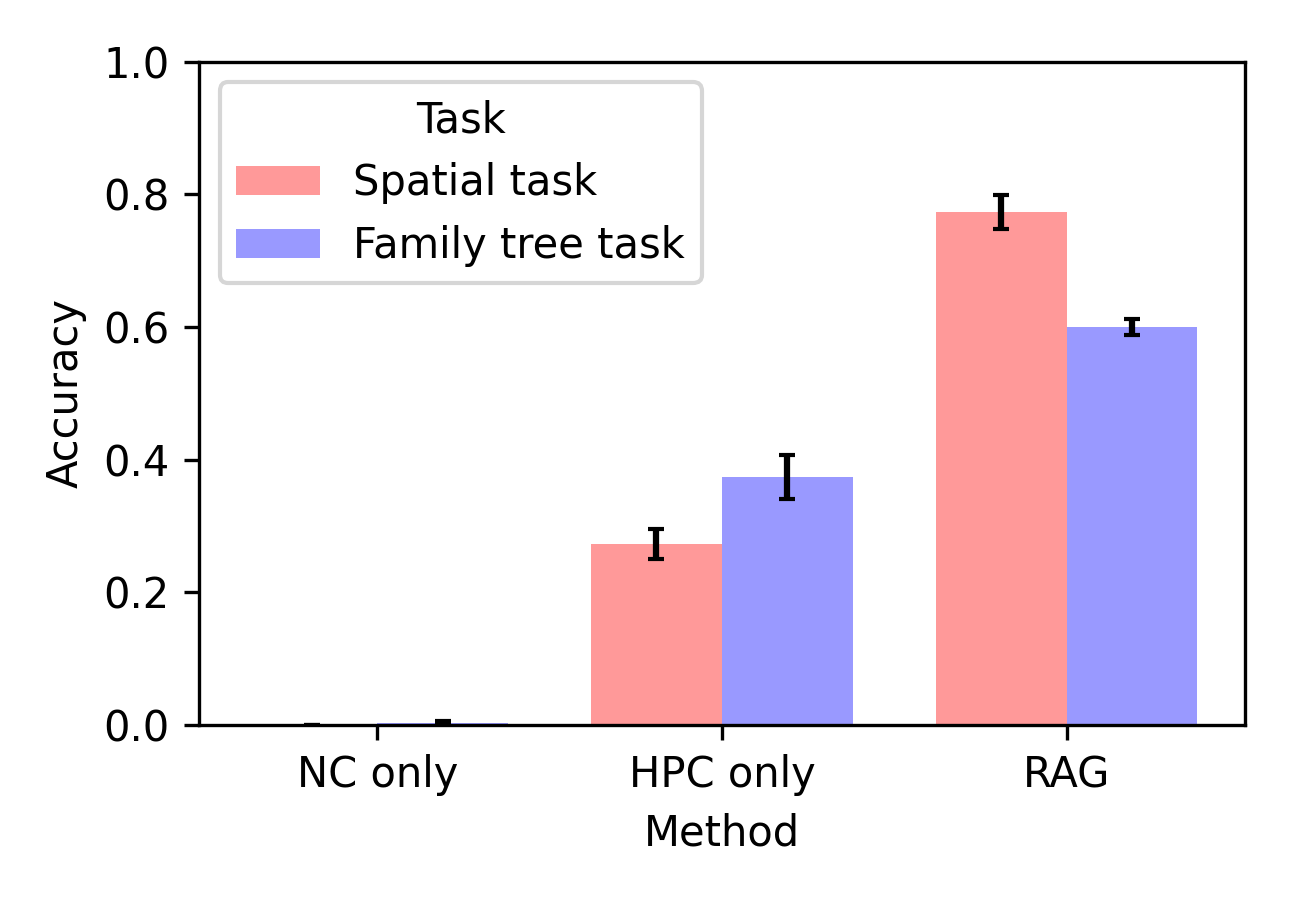 1.0
0.8
0.6
0.4
0.2
0.0
Accuracy
Task
Spatial task
Family tree task
NC only
HPC only
RAG
Method